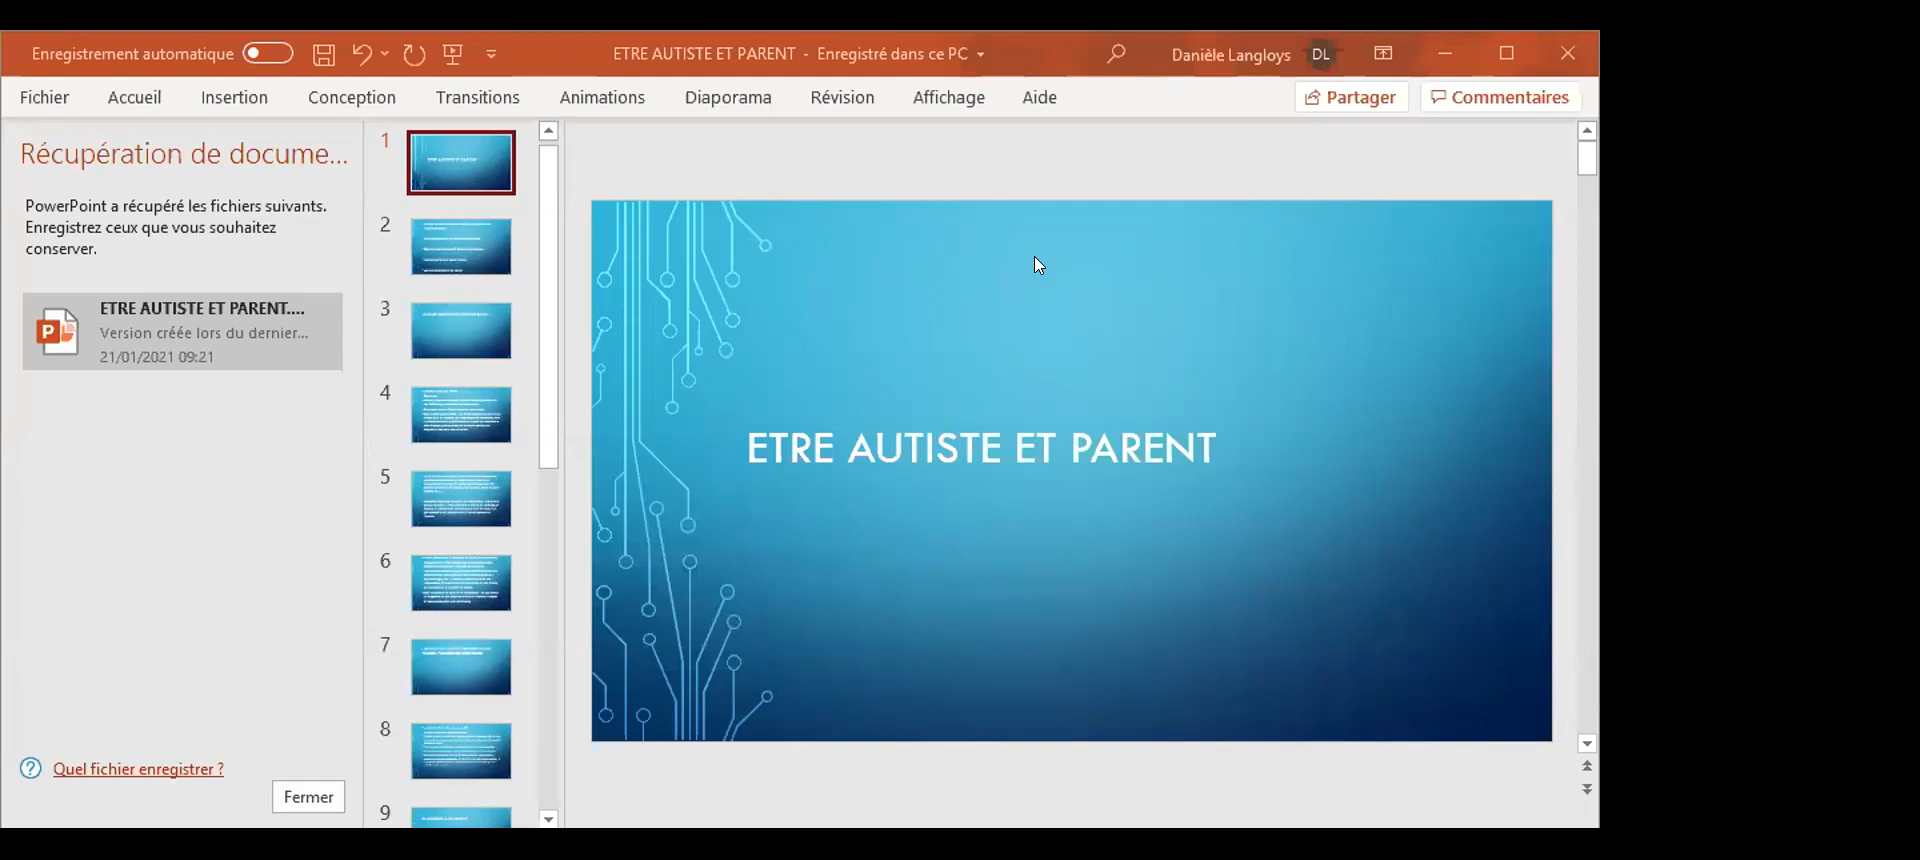 Enregistrement automatique
ETRE AUTISTE ET PARENT - Enregistré dans ce PC
Danièle Langloys
DL
Fichier
Accueil
Insertion
Conception
Transitions
Animations
Diaporama
Révision
Affichage
Aide
Partager
Commentaires
Récupération de docume...
PowerPoint a récupéré les fichiers suivants.
Enregistrez ceux que vous souhaitez
conserver.
P
ETRE AUTISTE ET PARENT....
Version créée lors du dernier...
21/01/2021 09:21
? Quel fichier enregistrer ?
Fermer
1
2
3
4
5
6
7
8
9
ETRE AUTISTE ET PARENT